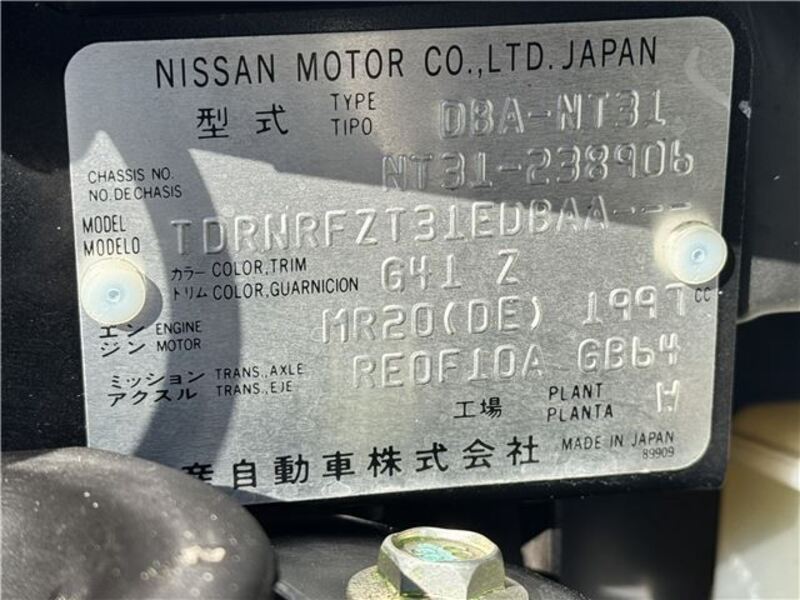 NISSAN MOTOR CO.,LTD. JAPAN
型式 TYPE TIPO DBA-NT31
CHASSIS NO. NO.DE CHASIS NT31-238906
MODEL MODELO TDRNRFZT31EDBAA---
カラー COLOR,TRIM トリム COLOR,GUARNICION G41 Z
エンジン ENGINE MOTOR MR20(DE) 1997 CC
ミッション TRANS.,AXLE アクスル TRANS.,EJE RE0F10A GB64
工場 PLANT PLANTA
産自動車株式会社 MADE IN JAPAN
89909